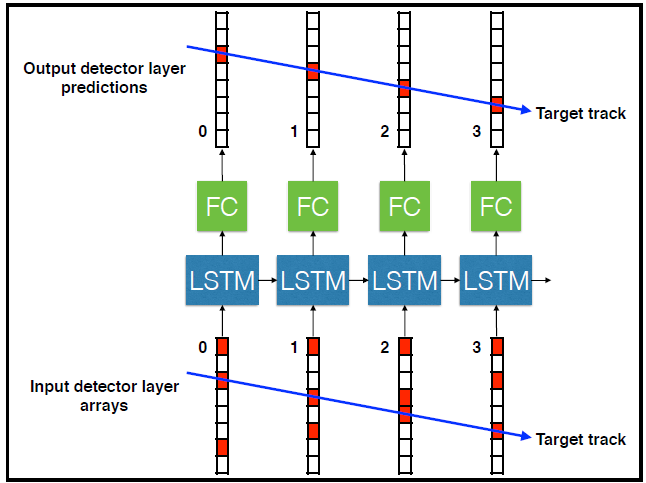 Output detector layer
predictions
0
1
2
3
Target track
FC
FC
FC
FC
LSTM
LSTM
LSTM
LSTM
0
1
2
3
Input detector layer
arrays
Target track